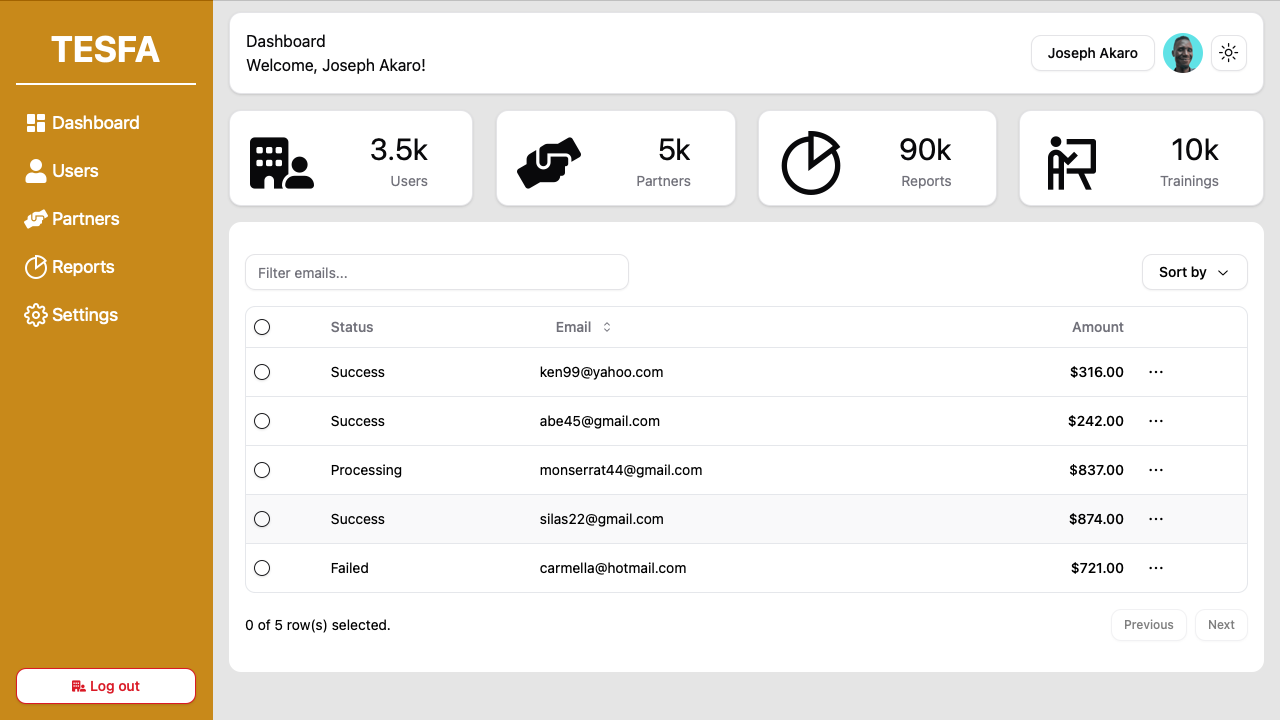 TESFA
Dashboard
Users
Partners
Reports
Settings
Log out
Dashboard
Welcome, Joseph Akaro!
Joseph Akaro
3.5k
Users
5k
Partners
90k
Reports
10k
Trainings
Filter emails...
Sort by
Status Email Amount
Success ken99@yahoo.com $316.00
Success abe45@gmail.com $242.00
Processing monserrat44@gmail.com $837.00
Success silas22@gmail.com $874.00
Failed carmella@hotmail.com $721.00
0 of 5 row(s) selected.
Previous Next